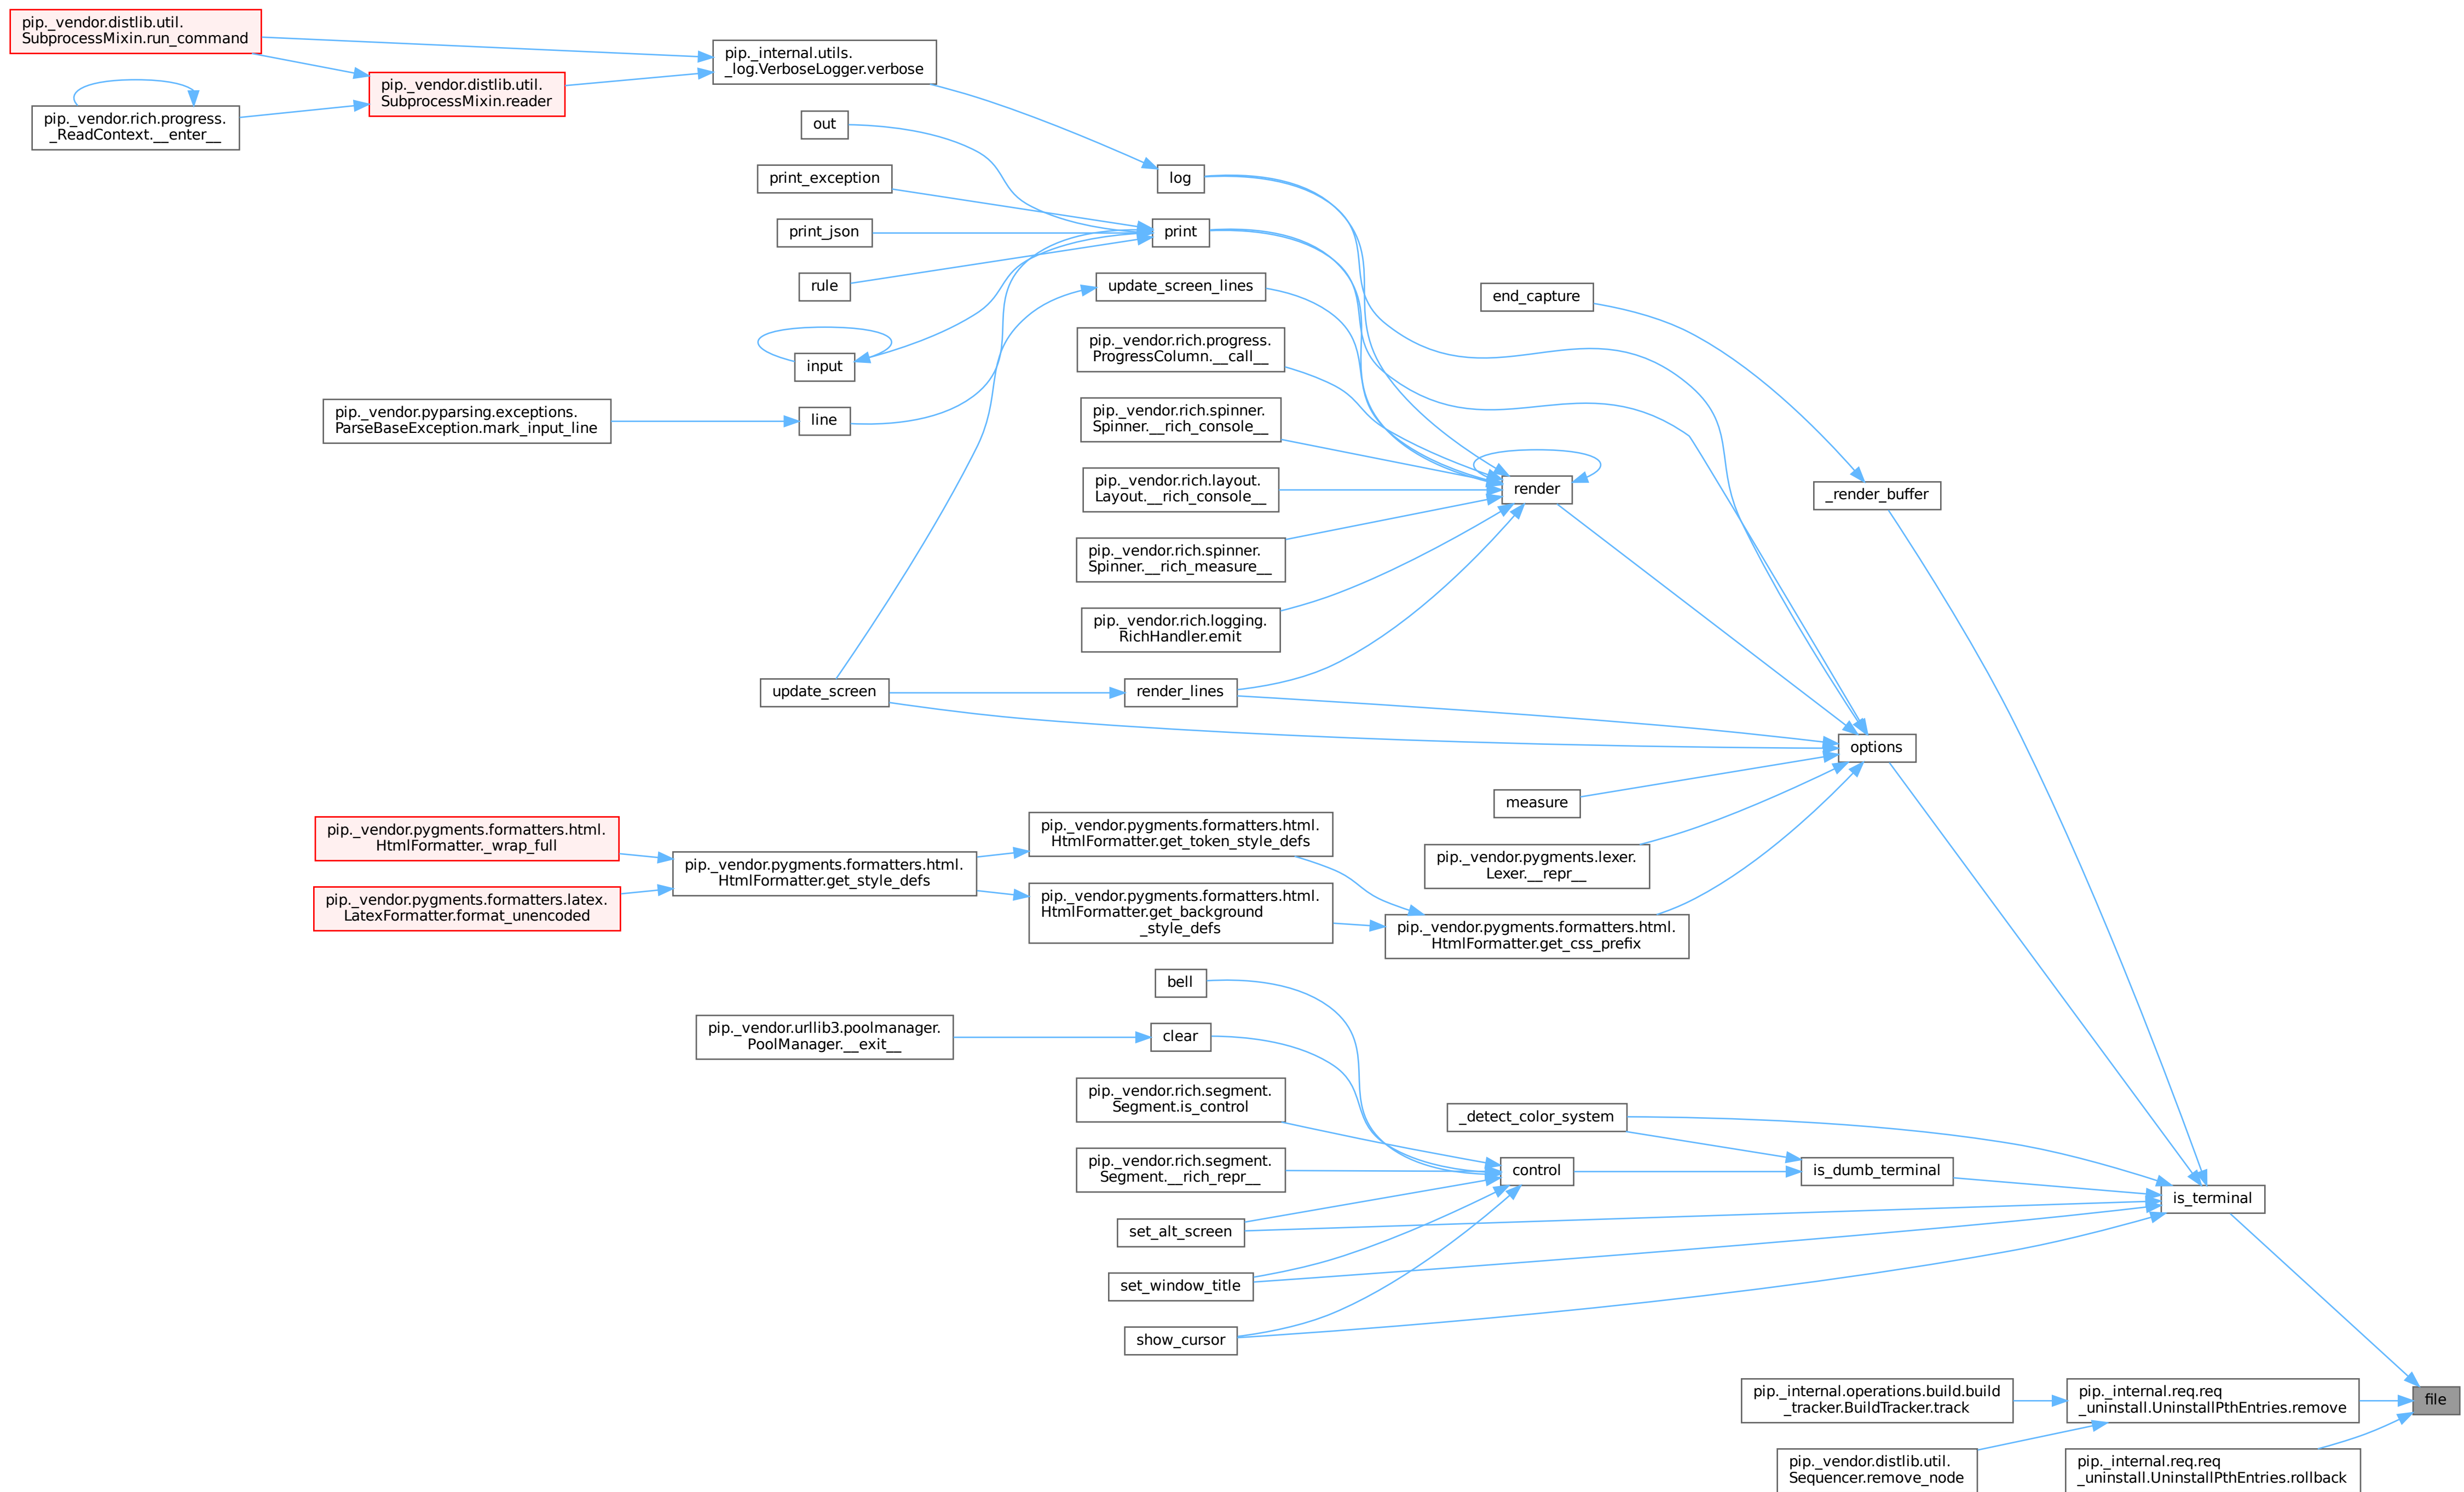 pip._vendor.distlib.util.
SubprocessMixin.run_command
pip._vendor.rich.progress.
_ReadContext.__enter__
pip._vendor.distlib.util.
SubprocessMixin.reader
pip._internal.utils.
_log.VerboseLogger.verbose
out
print_exception
print_json
rule
input
pip._vendor.pyparsing.exceptions.
ParseBaseException.mark_input_line
line
log
print
update_screen_lines
pip._vendor.rich.progress.
ProgressColumn.__call__
pip._vendor.rich.spinner.
Spinner.__rich_console__
pip._vendor.rich.layout.
Layout.__rich_console__
pip._vendor.rich.spinner.
Spinner.__rich_measure__
pip._vendor.rich.logging.
RichHandler.emit
update_screen
render_lines
end_capture
render
_render_buffer
options
measure
pip._vendor.pygments.lexer.
Lexer.__repr__
pip._vendor.pygments.formatters.html.
HtmlFormatter._wrap_full
pip._vendor.pygments.formatters.latex.
LatexFormatter.format_unencoded
pip._vendor.pygments.formatters.html.
HtmlFormatter.get_style_defs
pip._vendor.pygments.formatters.html.
HtmlFormatter.get_token_style_defs
pip._vendor.pygments.formatters.html.
HtmlFormatter.get_background
_style_defs
pip._vendor.pygments.formatters.html.
HtmlFormatter.get_css_prefix
bell
pip._vendor.urllib3.poolmanager.
PoolManager.__exit__
clear
pip._vendor.rich.segment.
Segment.is_control
pip._vendor.rich.segment.
Segment.__rich_repr__
set_alt_screen
set_window_title
show_cursor
_detect_color_system
control
is_dumb_terminal
is_terminal
pip._internal.operations.build.build
_tracker.BuildTracker.track
pip._internal.req.req
_uninstall.UninstallPthEntries.remove
file
pip._vendor.distlib.util.
Sequencer.remove_node
pip._internal.req.req
_uninstall.UninstallPthEntries.rollback